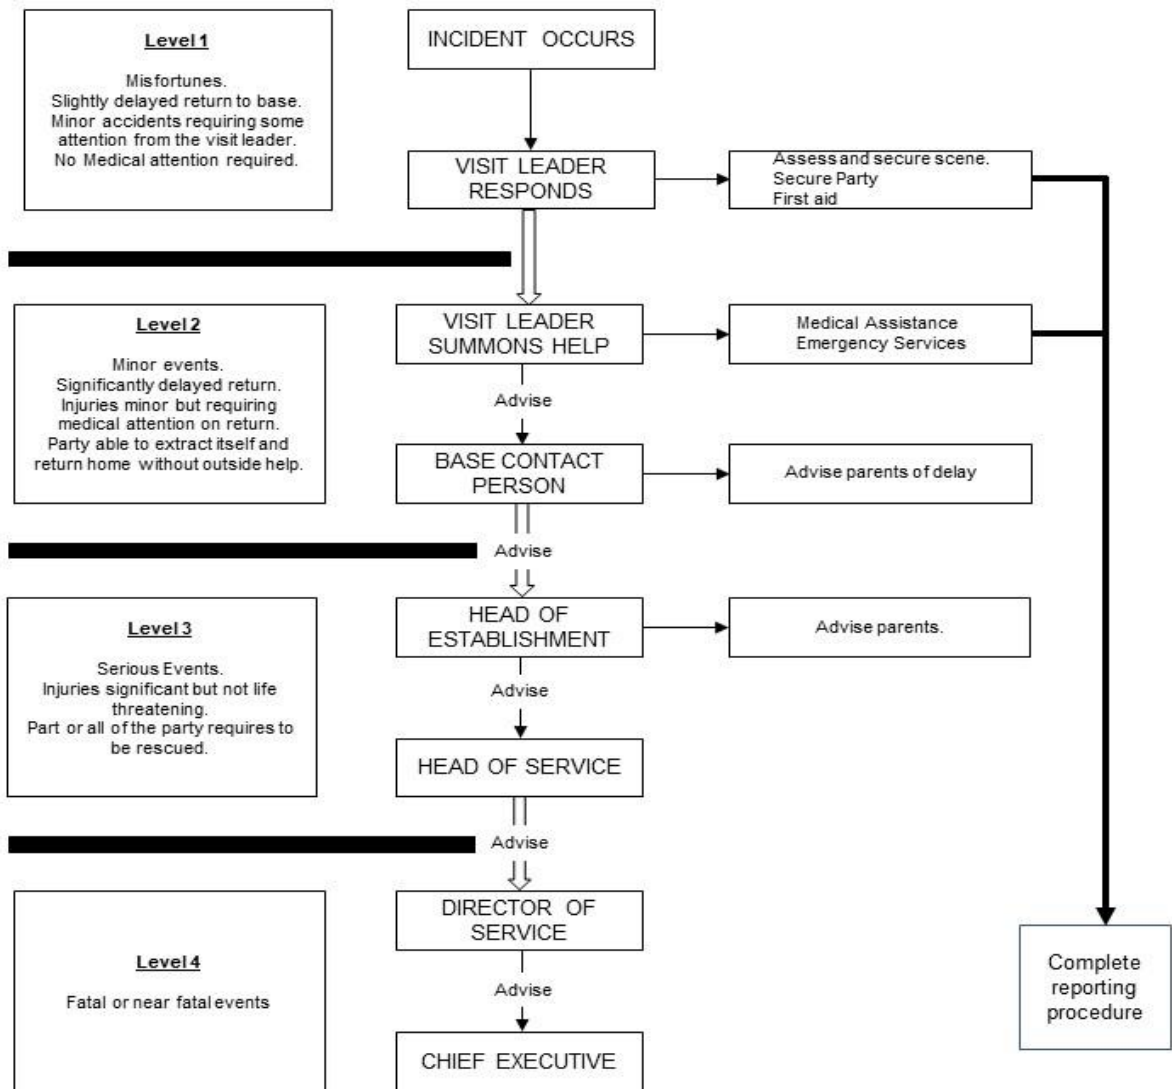 Level 1
Misfortunes.
Slightly delayed return to base.
Minor accidents requiring some
attention from the visit leader.
No Medical attention required.
INCIDENT OCCURS
VISIT LEADER
RESPONDS
Assess and secure scene.
Secure Party
First aid
Level 2
Minor events.
Significantly delayed return.
Injuries minor but requiring
medical attention on return.
Party able to extract itself and
return home without outside help.
VISIT LEADER
SUMMONS HELP
Medical Assistance
Emergency Services
Advise
BASE CONTACT
PERSON
Advise parents of delay
Advise
Level 3
Serious Events.
Injuries significant but not life
threatening.
Part or all of the party requires to
be rescued.
HEAD OF
ESTABLISHMENT
Advise parents.
Advise
HEAD OF SERVICE
Advise
Level 4
Fatal or near fatal events
DIRECTOR OF
SERVICE
Advise
CHIEF EXECUTIVE
Complete
reporting
procedure